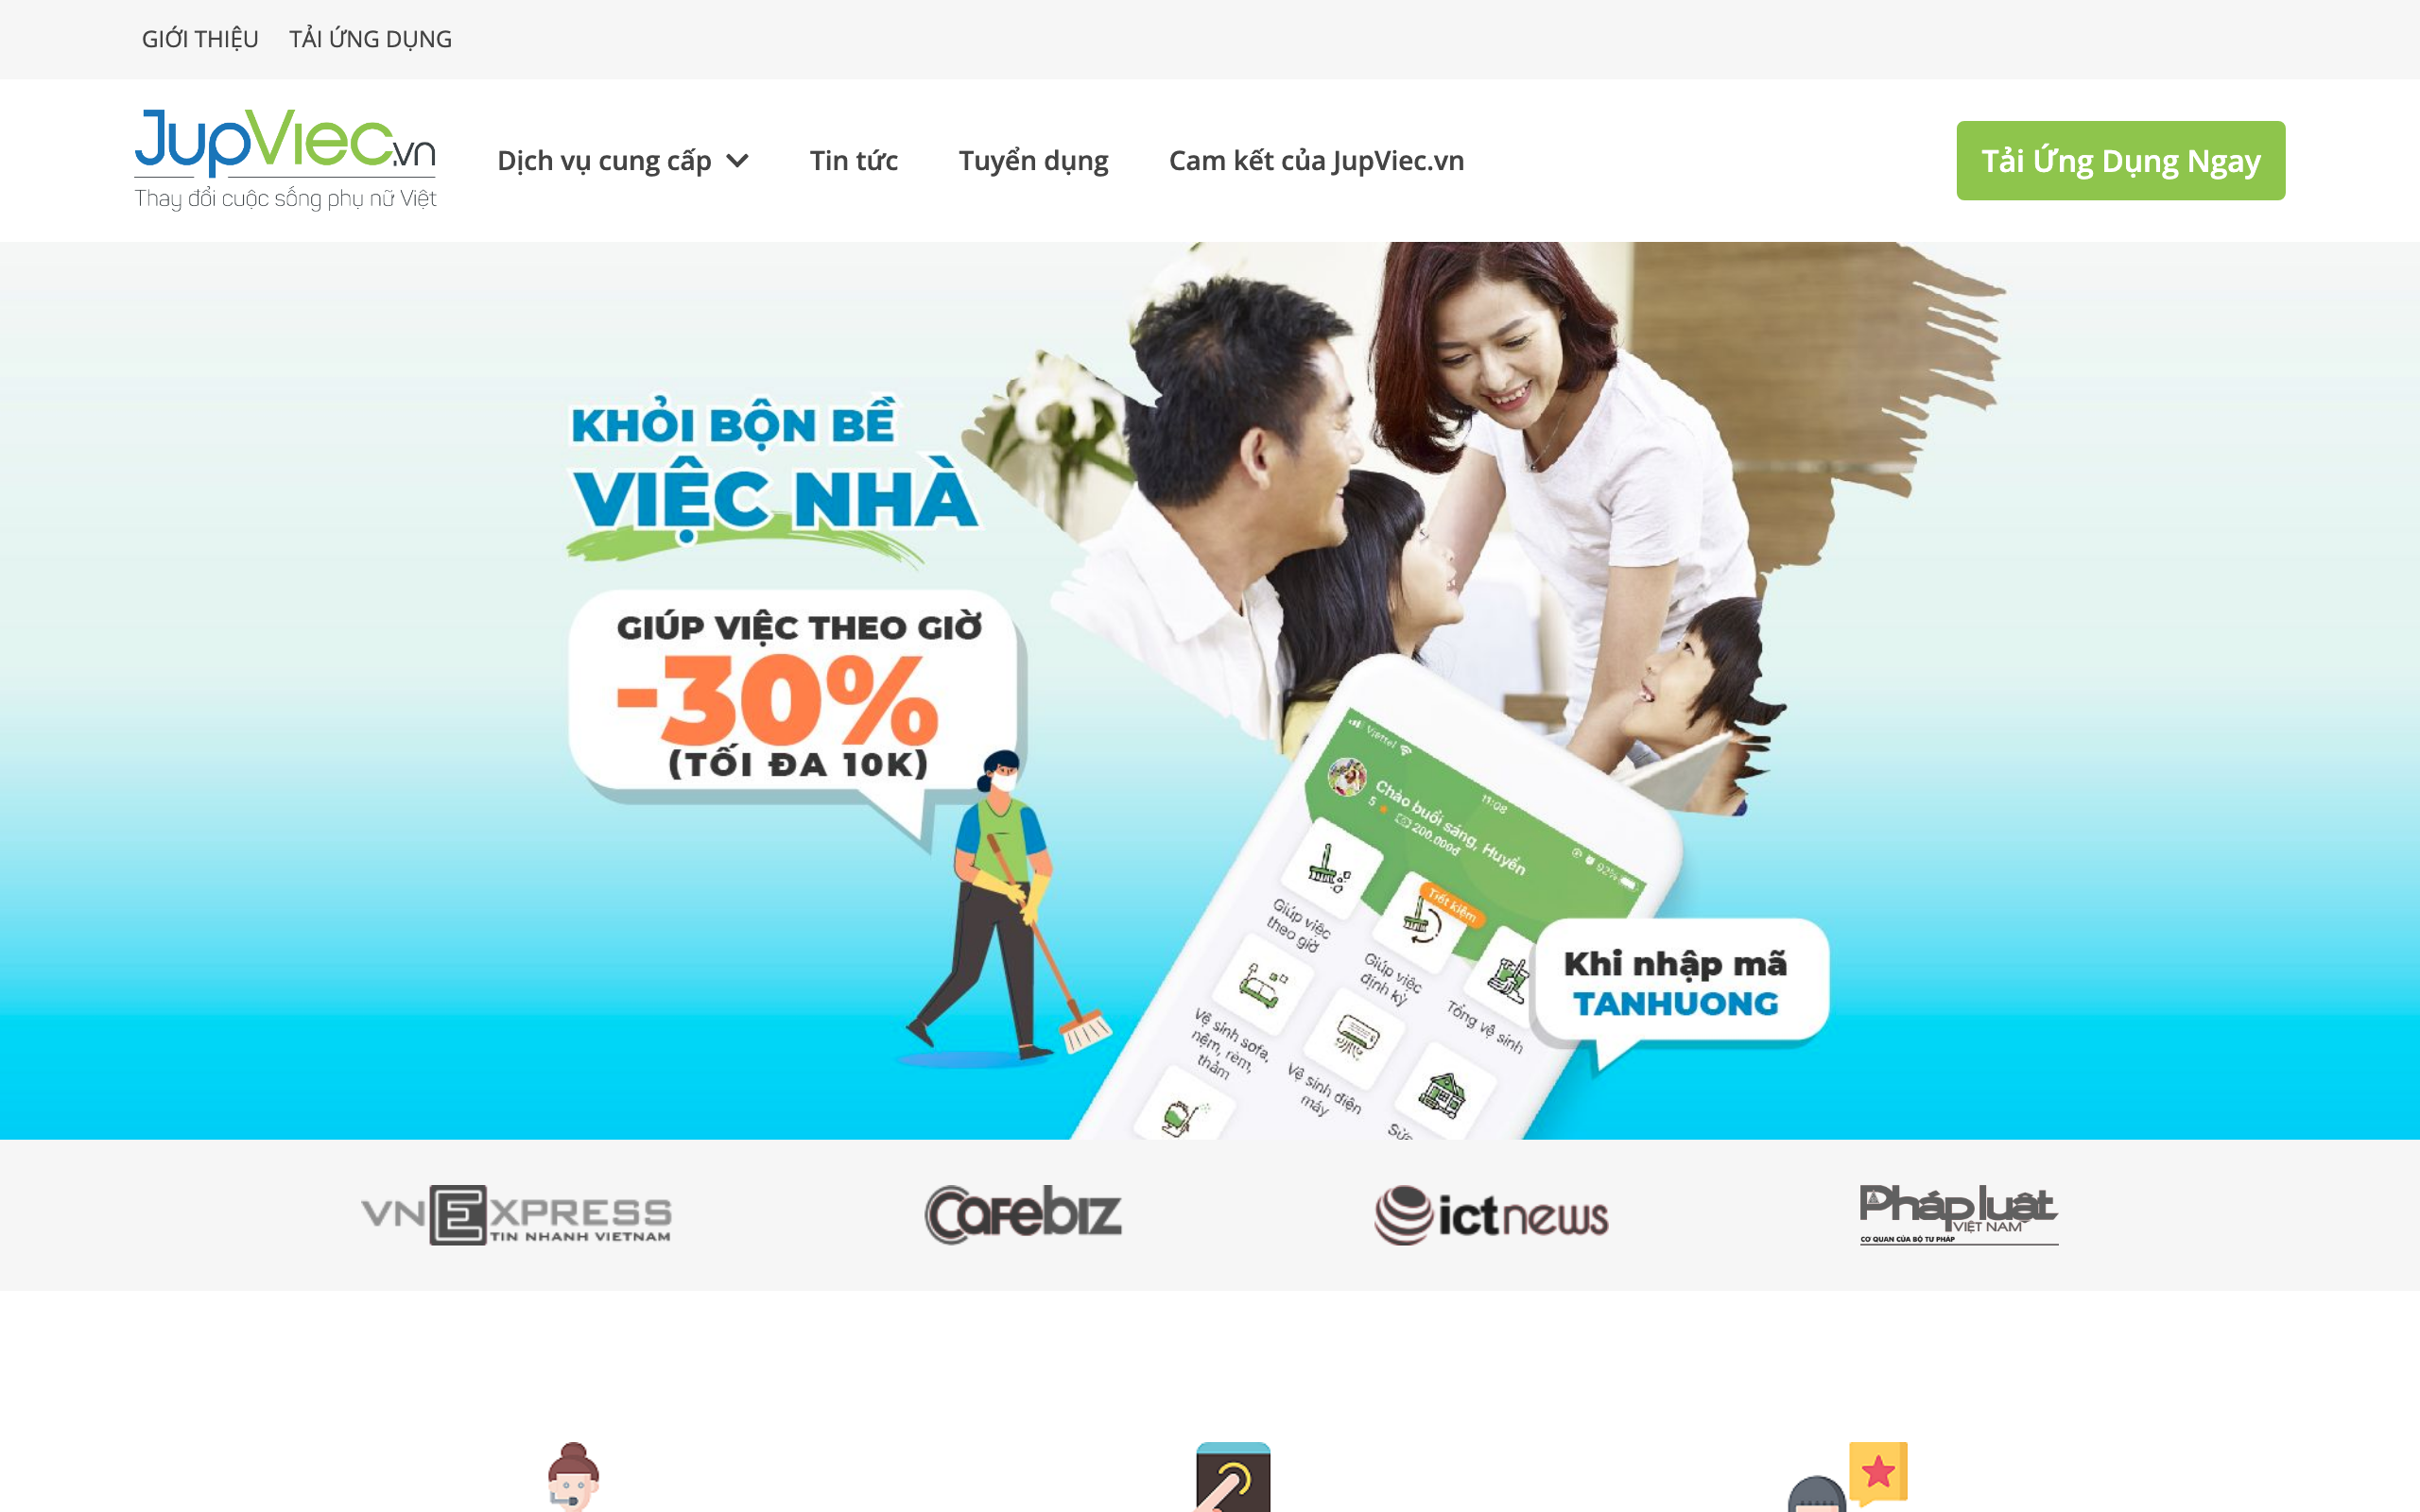 GIỚI THIỆU TẢI ỨNG DỤNG
JupViec.vn
Thay đổi cuộc sống phụ nữ Việt
Dịch vụ cung cấp Tin tức Tuyển dụng Cam kết của JupViec.vn
Tải Ứng Dụng Ngay
KHỎI BỘN BỀ
VIỆC NHÀ
GIÚP VIỆC THEO GIỜ
-30%
(TỐI ĐA 10K)
Viettel 11:08 92%
Chào buổi sáng, Huyền
5 200.000đ
Giúp việc
theo giờ
Tiết kiệm
Giúp việc
định kỳ
Tổng vệ sinh
Vệ sinh sofa,
nệm, rèm,
thảm
Vệ sinh điện
máy
Khi nhập mã
TANHUONG
VNEXPRESS
TIN NHANH VIETNAM
Cafebiz
ictnews
Pháp luật
VIỆT NAM
CƠ QUAN CỦA BỘ TƯ PHÁP